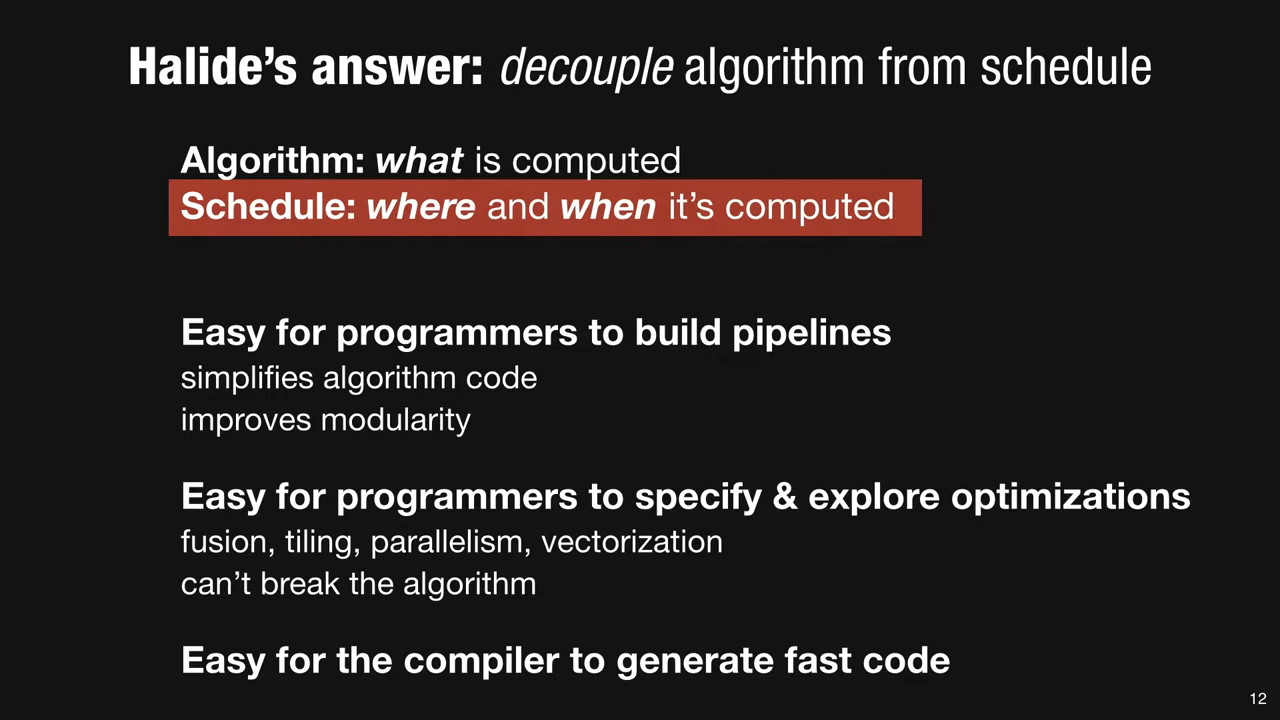 Halide’s answer: decouple algorithm from schedule
Algorithm: what is computed
Schedule: where and when it’s computed
Easy for programmers to build pipelines
simplifies algorithm code
improves modularity
Easy for programmers to specify & explore optimizations
fusion, tiling, parallelism, vectorization
can’t break the algorithm
Easy for the compiler to generate fast code
12